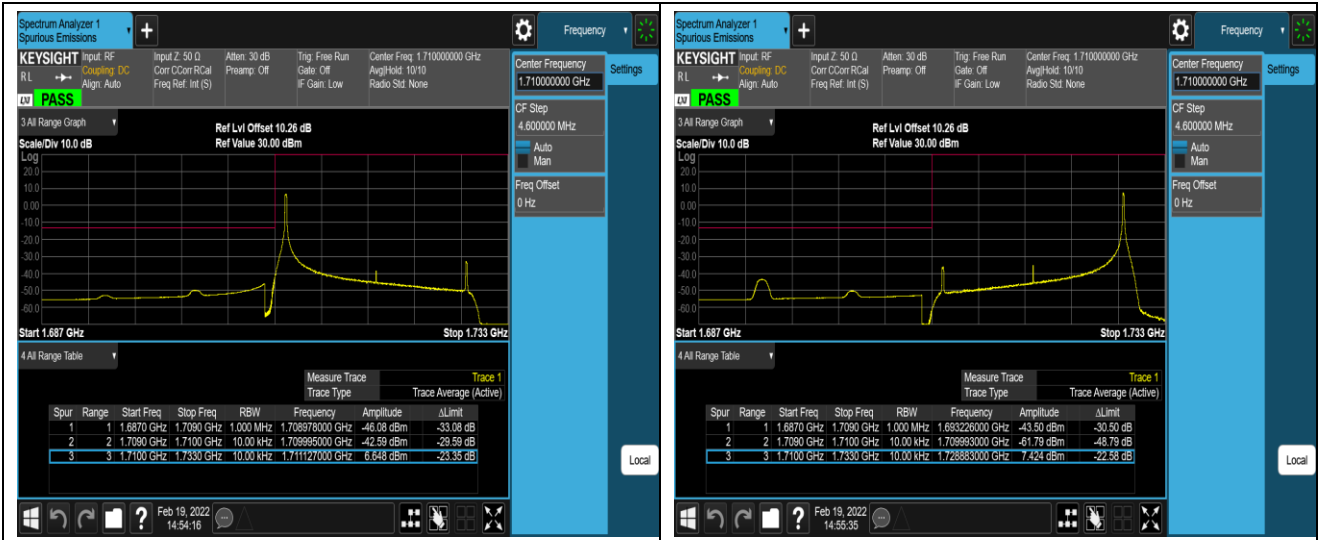 Spectrum Analyzer 1
Spurious Emissions
+
Frequency
KEYSIGHT
Input: RF
Coupling: DC
Align: Auto
Input Z: 50 Ω
Corr CCorr RCal
Freq Ref: Int (S)
Atten: 30 dB
Preamp: Off
Trig: Free Run
Gate: Off
IF Gain: Low
Center Freq: 1.710000000 GHz
Avg|Hold: 10/10
Radio Std: None
R L
LXI
PASS
Center Frequency
1.710000000 GHz
Settings
CF Step
4.600000 MHz
Auto
Man
Freq Offset
0 Hz
3 All Range Graph
Ref Lvl Offset 10.26 dB
Scale/Div 10.0 dB
Ref Value 30.00 dBm
Log
20.0
10.0
0.00
-10.0
-20.0
-30.0
-40.0
-50.0
-60.0
Start 1.687 GHz
Stop 1.733 GHz
4 All Range Table
Measure Trace Trace 1
Trace Type Trace Average (Active)
Spur Range Start Freq Stop Freq RBW Frequency Amplitude ΔLimit
1 1 1.6870 GHz 1.7090 GHz 1.000 MHz 1.708978000 GHz -46.08 dBm -33.08 dB
2 2 1.7090 GHz 1.7100 GHz 10.00 kHz 1.709995000 GHz -42.59 dBm -29.59 dB
3 3 1.7100 GHz 1.7330 GHz 10.00 kHz 1.711127000 GHz 6.648 dBm -23.35 dB
Local
?
Feb 19, 2022
14:54:16
Spectrum Analyzer 1
Spurious Emissions
+
Frequency
KEYSIGHT
Input: RF
Coupling: DC
Align: Auto
Input Z: 50 Ω
Corr CCorr RCal
Freq Ref: Int (S)
Atten: 30 dB
Preamp: Off
Trig: Free Run
Gate: Off
IF Gain: Low
Center Freq: 1.710000000 GHz
Avg|Hold: 10/10
Radio Std: None
R L
LXI
PASS
Center Frequency
1.710000000 GHz
Settings
CF Step
4.600000 MHz
Auto
Man
Freq Offset
0 Hz
3 All Range Graph
Ref Lvl Offset 10.26 dB
Scale/Div 10.0 dB
Ref Value 30.00 dBm
Log
20.0
10.0
0.00
-10.0
-20.0
-30.0
-40.0
-50.0
-60.0
Start 1.687 GHz
Stop 1.733 GHz
4 All Range Table
Measure Trace Trace 1
Trace Type Trace Average (Active)
Spur Range Start Freq Stop Freq RBW Frequency Amplitude ΔLimit
1 1 1.6870 GHz 1.7090 GHz 1.000 MHz 1.693226000 GHz -43.50 dBm -30.50 dB
2 2 1.7090 GHz 1.7100 GHz 10.00 kHz 1.709993000 GHz -61.79 dBm -48.79 dB
3 3 1.7100 GHz 1.7330 GHz 10.00 kHz 1.728883000 GHz 7.424 dBm -22.58 dB
Local
?
Feb 19, 2022
14:55:35